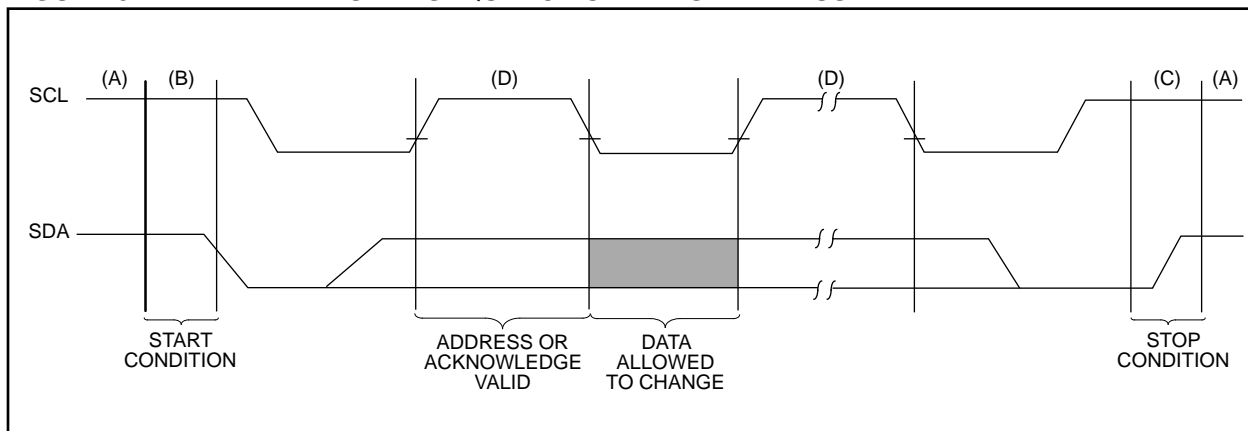 (A) (B) (D) (D) (C) (A)
SCL
SDA
START
CONDITION
ADDRESS OR
ACKNOWLEDGE
VALID
DATA
ALLOWED
TO CHANGE
STOP
CONDITION